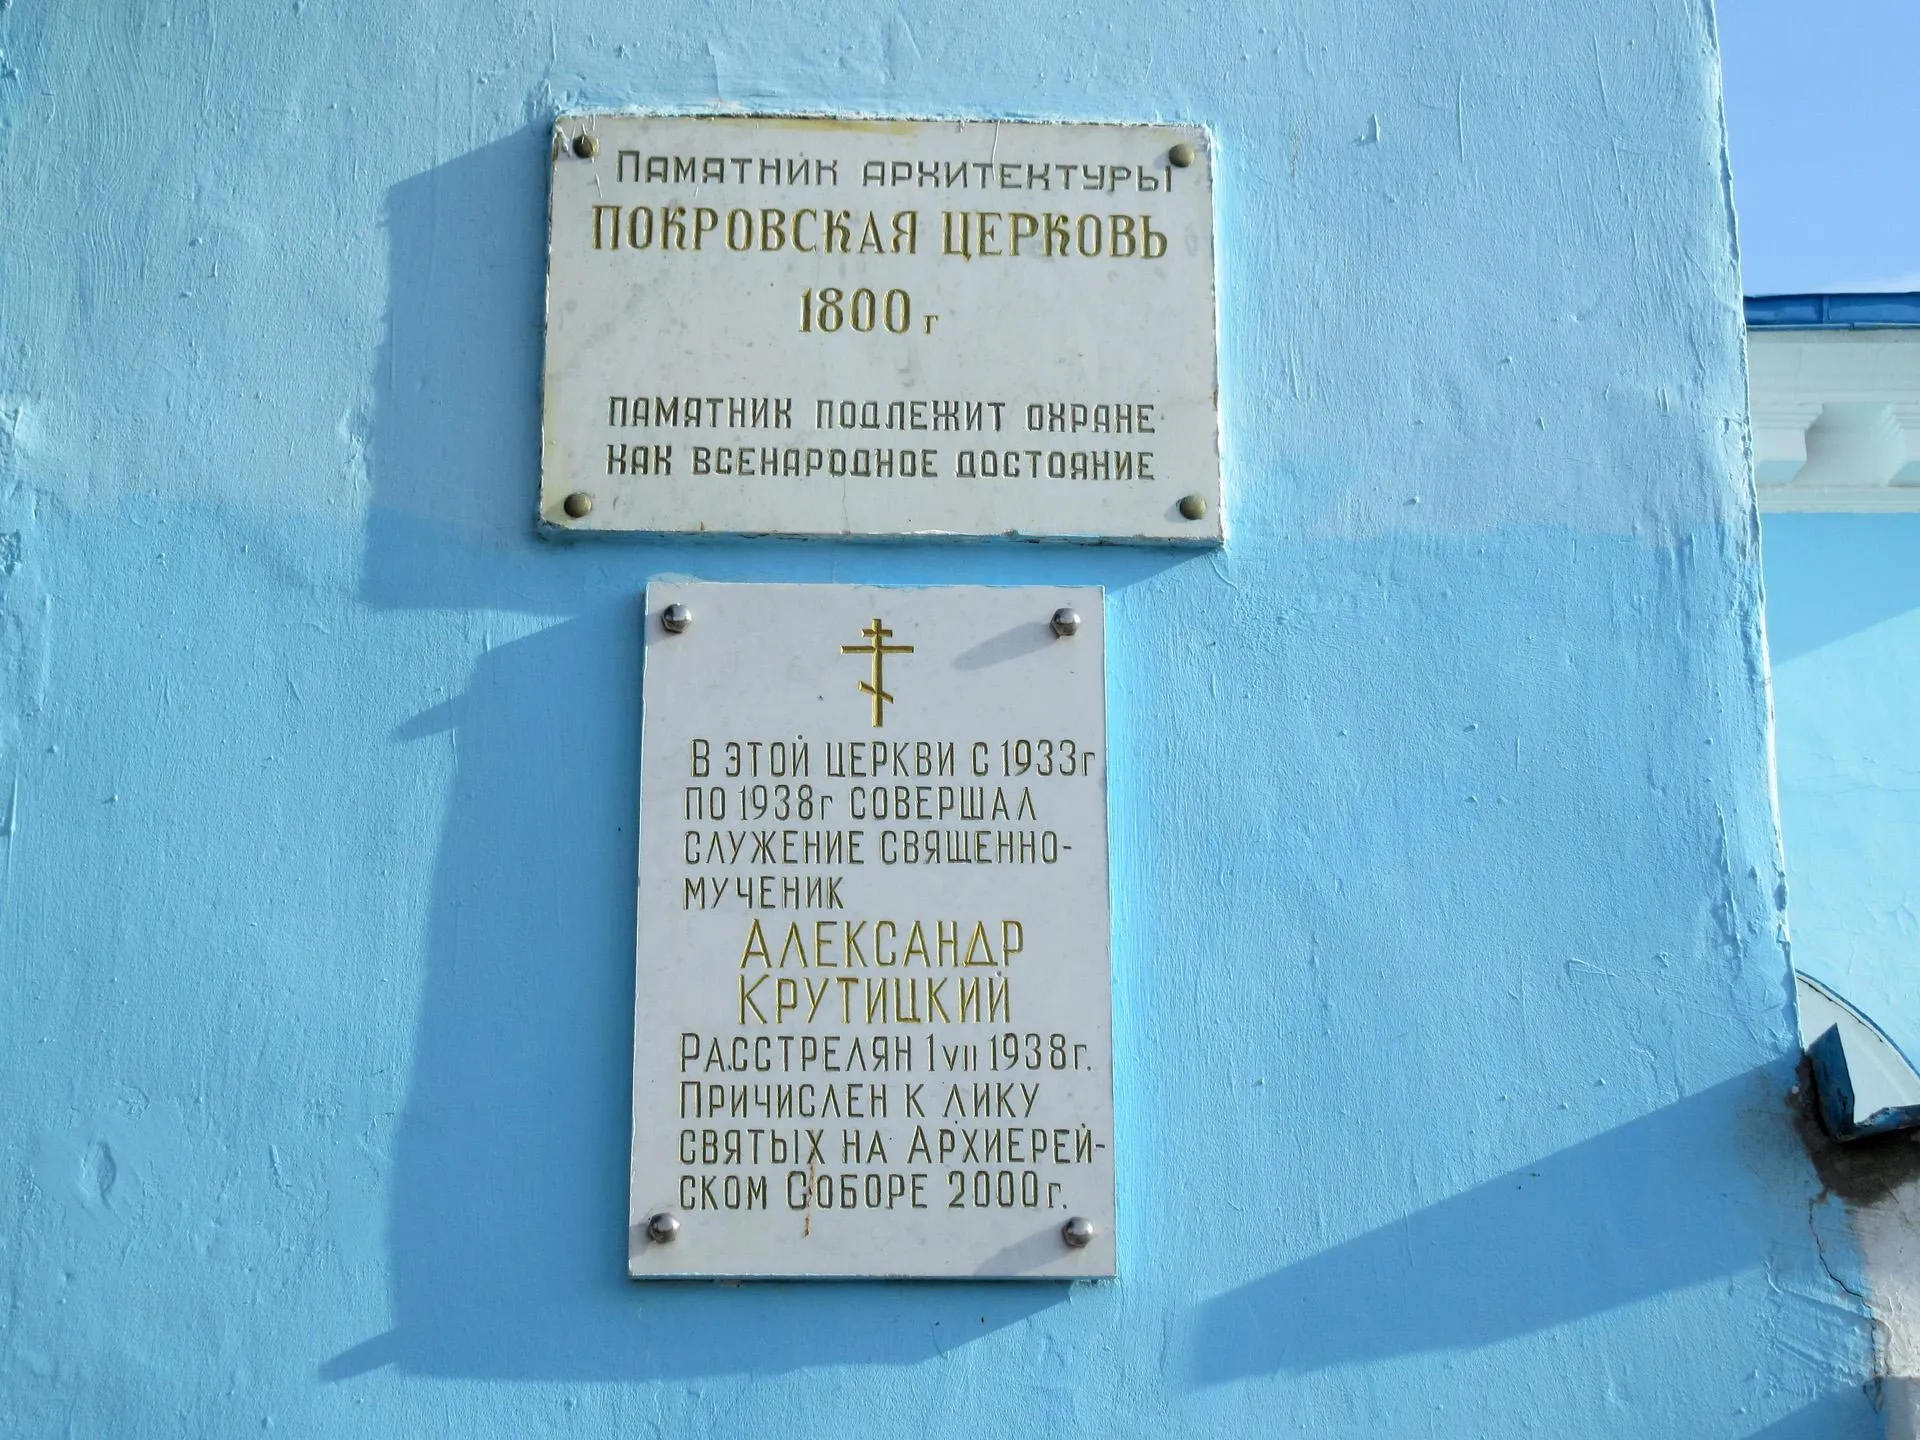 Памятник архитектуры
ПОКРОВСКАЯ ЦЕРКОВЬ
1800 г
ПАМЯТНИК ПОДЛЕЖИТ ОХРАНЕ
КАК ВСЕНАРОДНОЕ ДОСТОЯНИЕ
В ЭТОЙ ЦЕРКВИ С 1933г
ПО 1938г СОВЕРШАЛ
СЛУЖЕНИЕ СВЯЩЕННО-
МУЧЕНИК
АЛЕКСАНДР
КРУТИЦКИЙ
РАССТРЕЛЯН 1 VII 1938г.
ПРИЧИСЛЕН К ЛИКУ
СВЯТЫХ НА АРХИЕРЕЙ-
СКОМ СОБОРЕ 2000г.